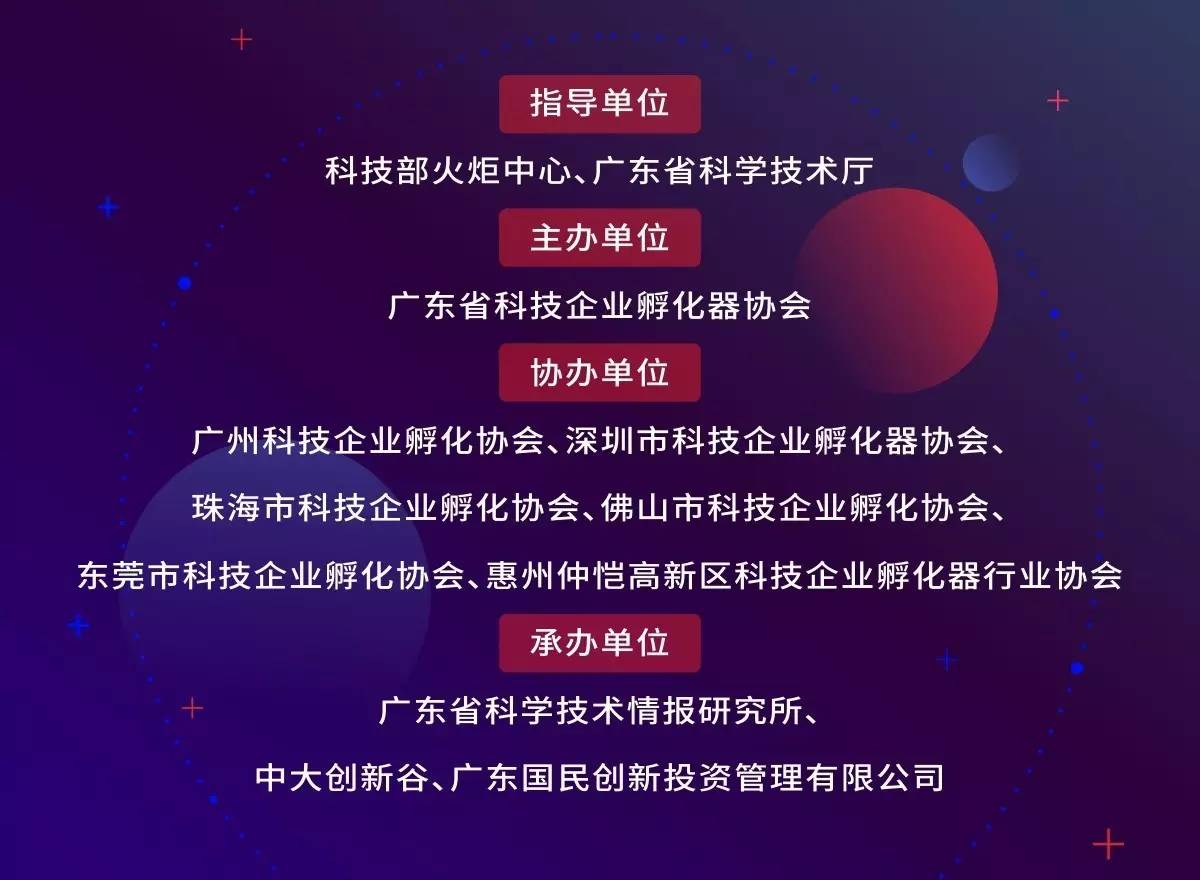 指导单位
科技部火炬中心、广东省科学技术厅
主办单位
广东省科技企业孵化器协会
协办单位
广州科技企业孵化协会、深圳市科技企业孵化器协会、
珠海市科技企业孵化协会、佛山市科技企业孵化协会、
东莞市科技企业孵化协会、惠州仲恺高新区科技企业孵化器行业协会
承办单位
广东省科学技术情报研究所、
中大创新谷、广东国民创新投资管理有限公司